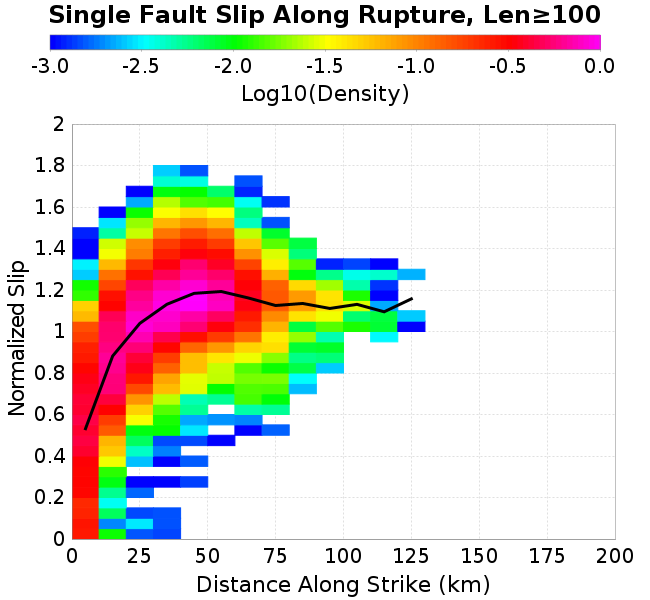 Single Fault Slip Along Rupture, Len≥100
-3.0 -2.5 -2.0 -1.5 -1.0 -0.5 0.0
Log10(Density)
2
1.8
1.6
1.4
1.2
1
0.8
0.6
0.4
0.2
0
Normalized Slip
0 25 50 75 100 125 150 175 200
Distance Along Strike (km)